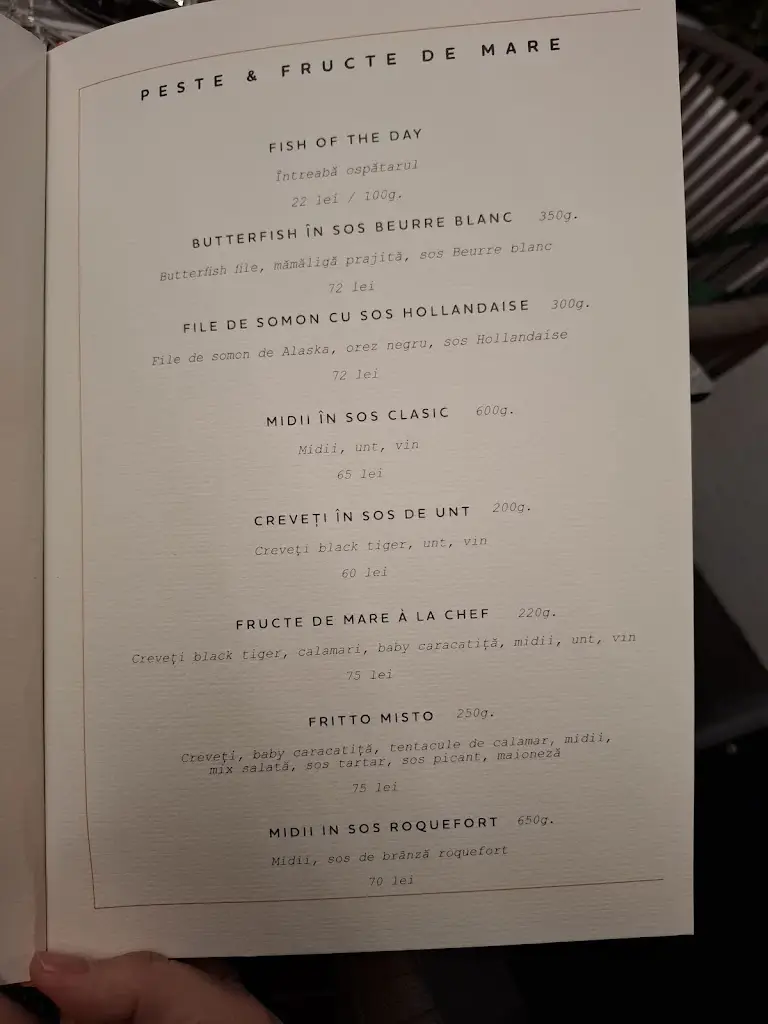 PESTE & FRUCTE DE MARE
FISH OF THE DAY
Întreabă ospătarul
22 lei / 100g.
BUTTERFISH ÎN SOS BEURRE BLANC 350g.
Butterfish file, mămăligă prajită, sos Beurre blanc
72 lei
FILE DE SOMON CU SOS HOLLANDAISE 300g.
File de somon de Alaska, orez negru, sos Hollandaise
72 lei
MIDII ÎN SOS CLASIC 600g.
Midii, unt, vin
65 lei
CREVEȚI ÎN SOS DE UNT 200g.
Creveţi black tiger, unt, vin
60 lei
FRUCTE DE MARE À LA CHEF 220g.
Creveţi black tiger, calamari, baby caracatiţă, midii, unt, vin
75 lei
FRITTO MISTO 250g.
Creveţi, baby caracatiţă, tentacule de calamar, midii,
mix salată, sos tartar, sos picant, maioneză
75 lei
MIDII IN SOS ROQUEFORT 650g.
Midii, sos de brânză roquefort
70 lei